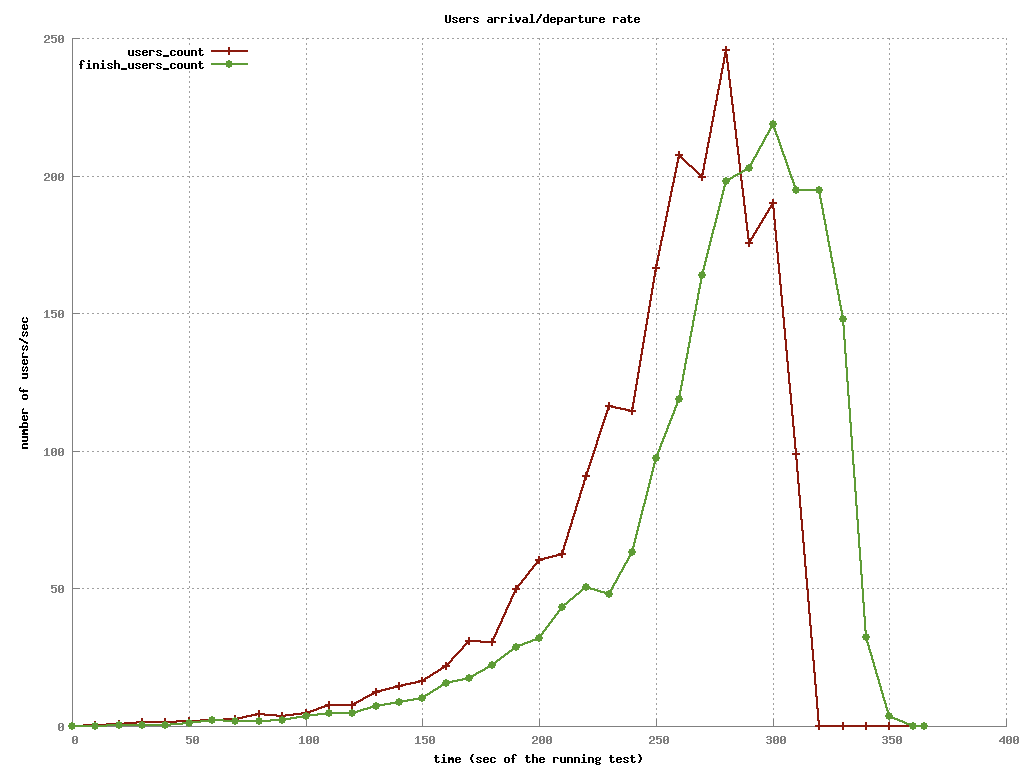 Users arrival/departure rate
250
users_count
finish_users_count
200
150
number of users/sec
100
50
0
0 50 100 150 200 250 300 350 400
time (sec of the running test)